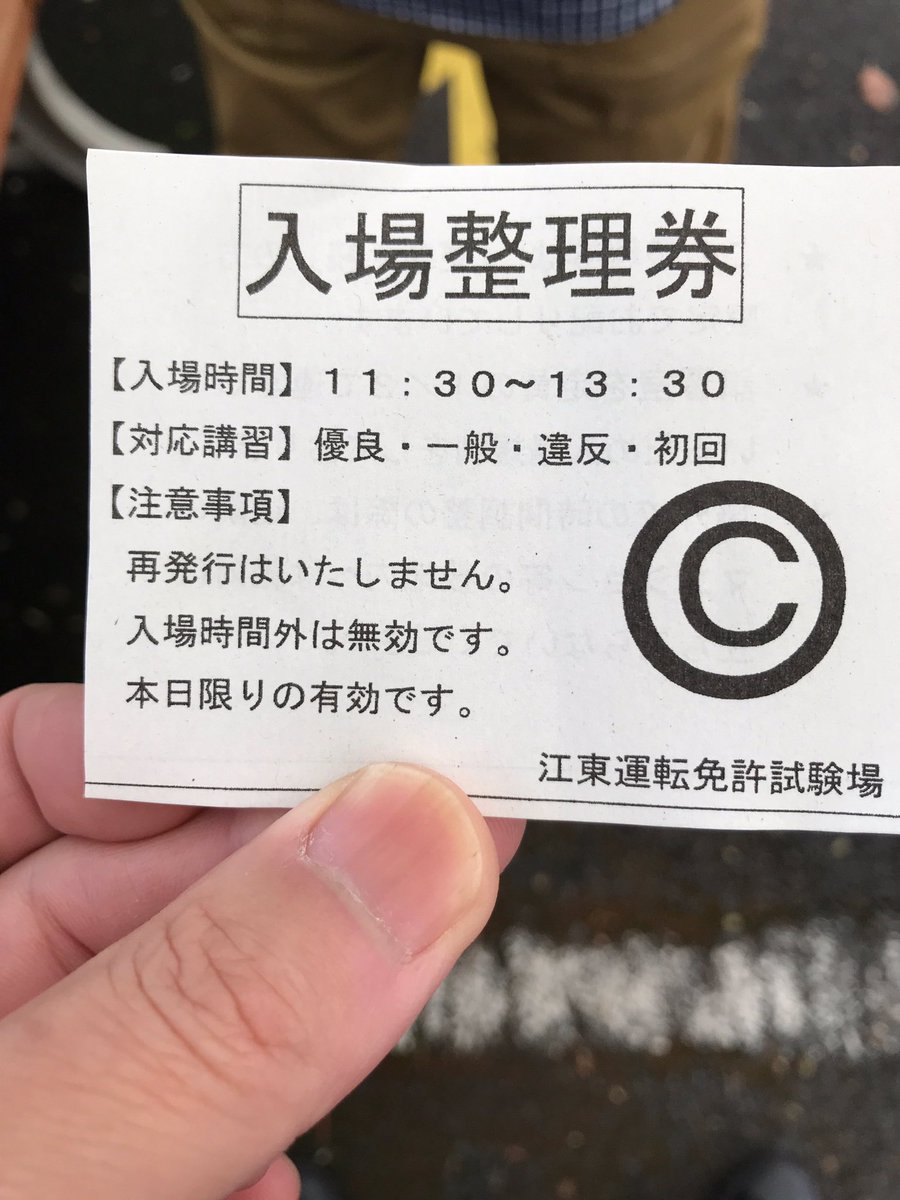 入場整理券
【入場時間】11:30～13:30
【対応講習】優良・一般・違反・初回
【注意事項】
再発行はいたしません。
入場時間外は無効です。
本日限りの有効です。
©
江東運転免許試験場